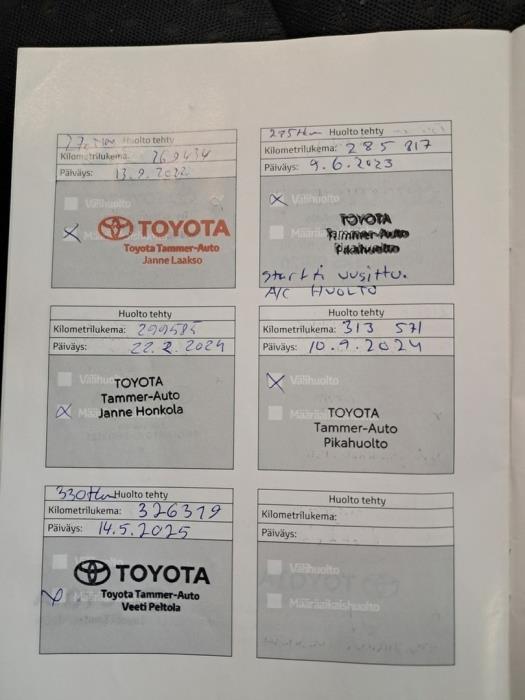 Huolto tehty
Kilometrilukema: 269434
Päiväys: 13.9.2022
Välihuolto
TOYOTA
Toyota Tammer-Auto
Janne Laakso
275 tkm Huolto tehty
Kilometrilukema: 285 817
Päiväys: 9.6.2023
Välihuolto
TOYOTA
Tammer-Auto
Pikahuolto
Startti uusittu.
A/C HUOLTO
Huolto tehty
Kilometrilukema: 299585
Päiväys: 22.2.2024
Välihuolto
TOYOTA
Tammer-Auto
Janne Honkola
Huolto tehty
Kilometrilukema: 313 571
Päiväys: 10.9.2024
Välihuolto
TOYOTA
Tammer-Auto
Pikahuolto
330tkm Huolto tehty
Kilometrilukema: 326319
Päiväys: 14.5.2025
TOYOTA
Toyota Tammer-Auto
Veeti Peltola
Huolto tehty
Kilometrilukema:
Päiväys:
Välihuolto
Määräaikaishuolto